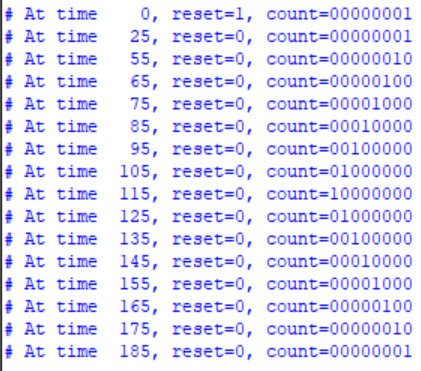 # At time    0, reset=1, count=00000001
# At time   25, reset=0, count=00000001
# At time   55, reset=0, count=00000010
# At time   65, reset=0, count=00000100
# At time   75, reset=0, count=00001000
# At time   85, reset=0, count=00010000
# At time   95, reset=0, count=00100000
# At time  105, reset=0, count=01000000
# At time  115, reset=0, count=10000000
# At time  125, reset=0, count=01000000
# At time  135, reset=0, count=00100000
# At time  145, reset=0, count=00010000
# At time  155, reset=0, count=00001000
# At time  165, reset=0, count=00000100
# At time  175, reset=0, count=00000010
# At time  185, reset=0, count=00000001